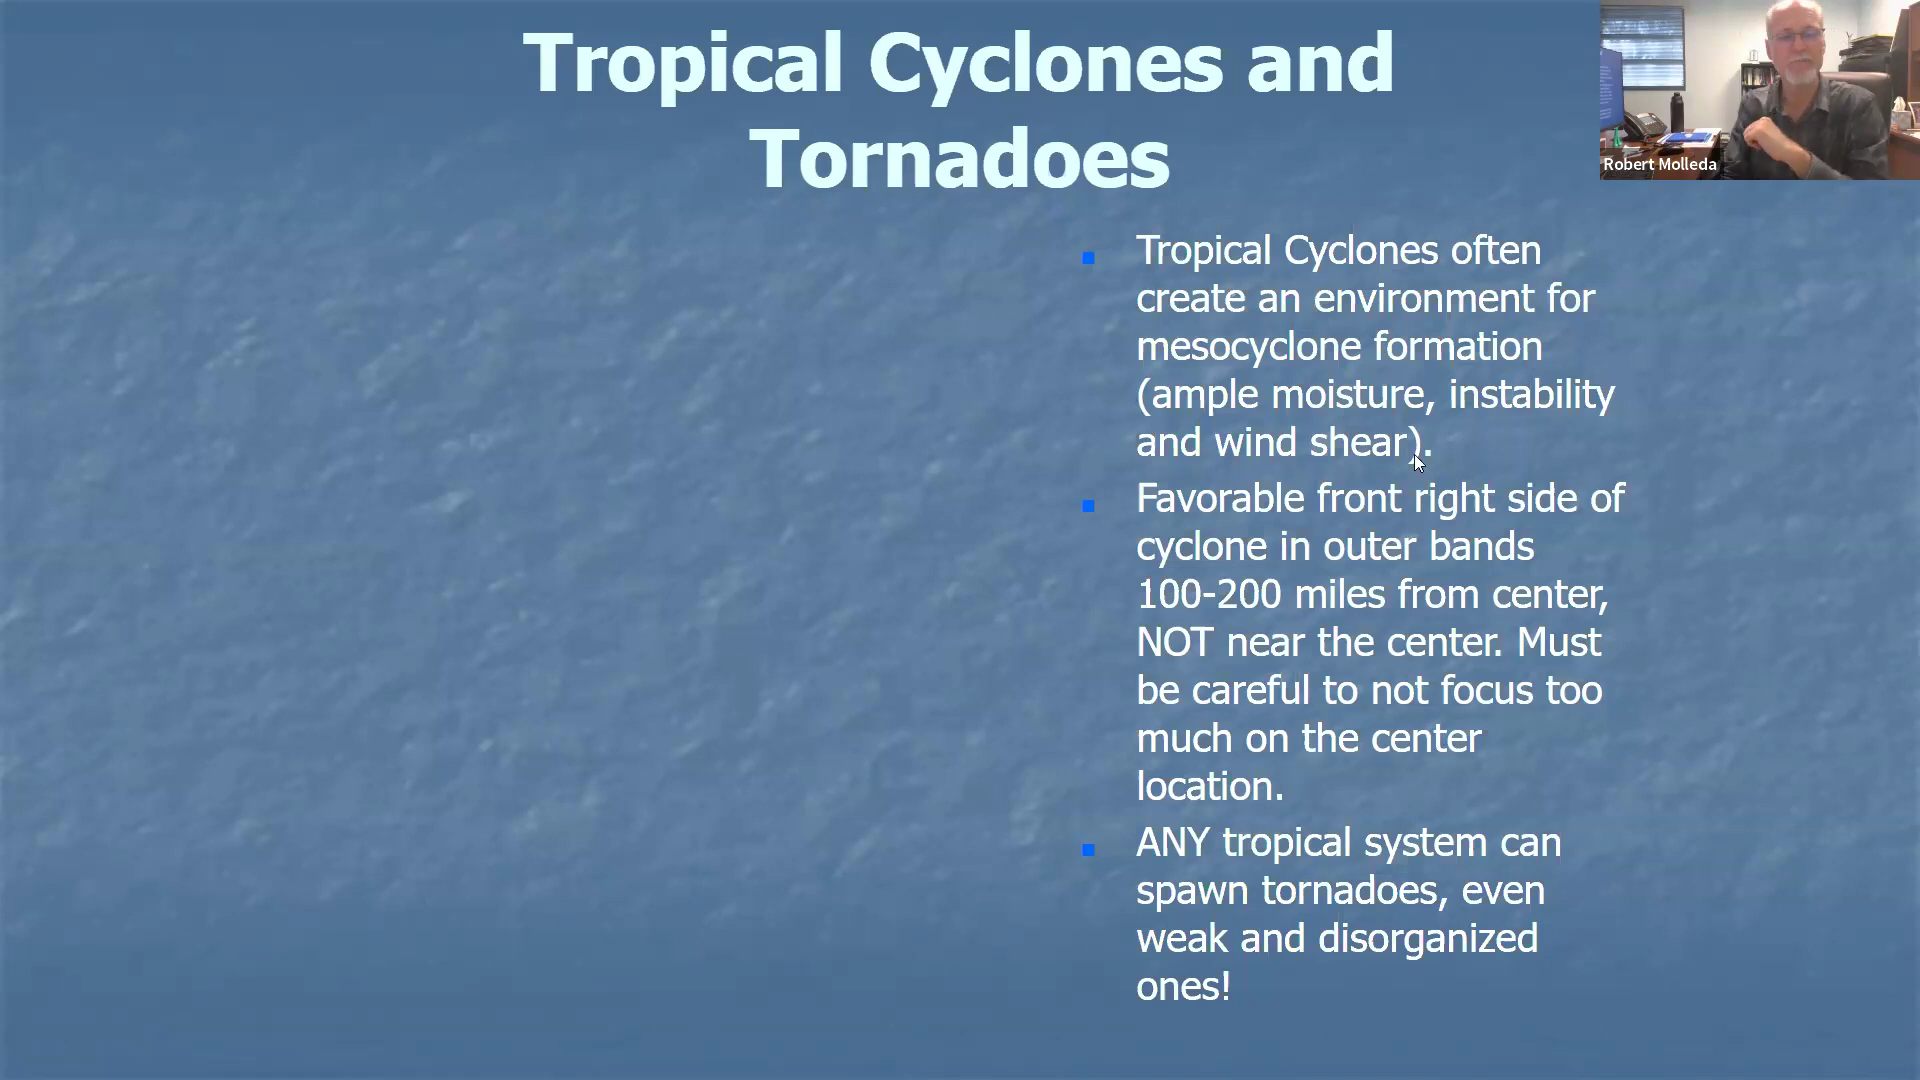 Tropical Cyclones and
Tornadoes
Robert Molleda
Tropical Cyclones often
create an environment for
mesocyclone formation
(ample moisture, instability
and wind shear).
Favorable front right side of
cyclone in outer bands
100-200 miles from center,
NOT near the center. Must
be careful to not focus too
much on the center
location.
ANY tropical system can
spawn tornadoes, even
weak and disorganized
ones!